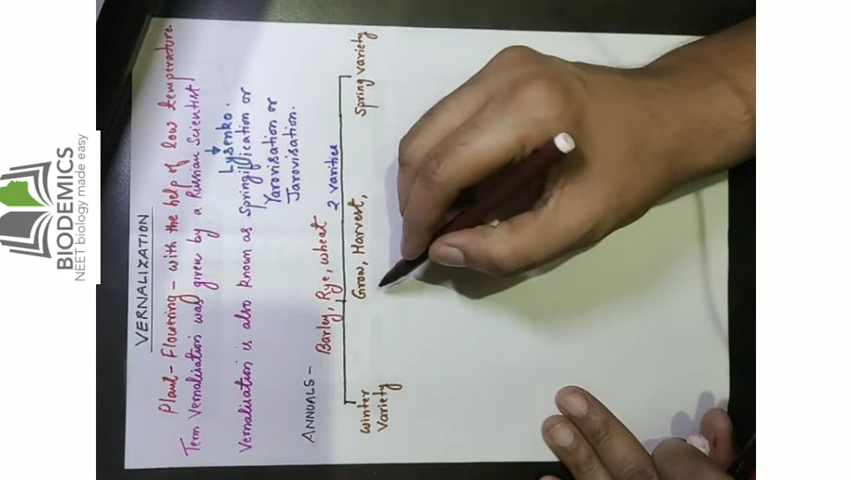 BIODEMICS
NEET biology made easy
VERNALIZATION
Plant - Flowering - with the help of low temperature.
Term Vernalisation was given by a Russian Scientist
Lysenko.
Vernalisation is also known as Springification or
Yarovisation or
Jarovisation.
ANNUALS - Barley, Rye, wheat
2 varities
Winter Variety
Grow, Harvest,
Spring variety